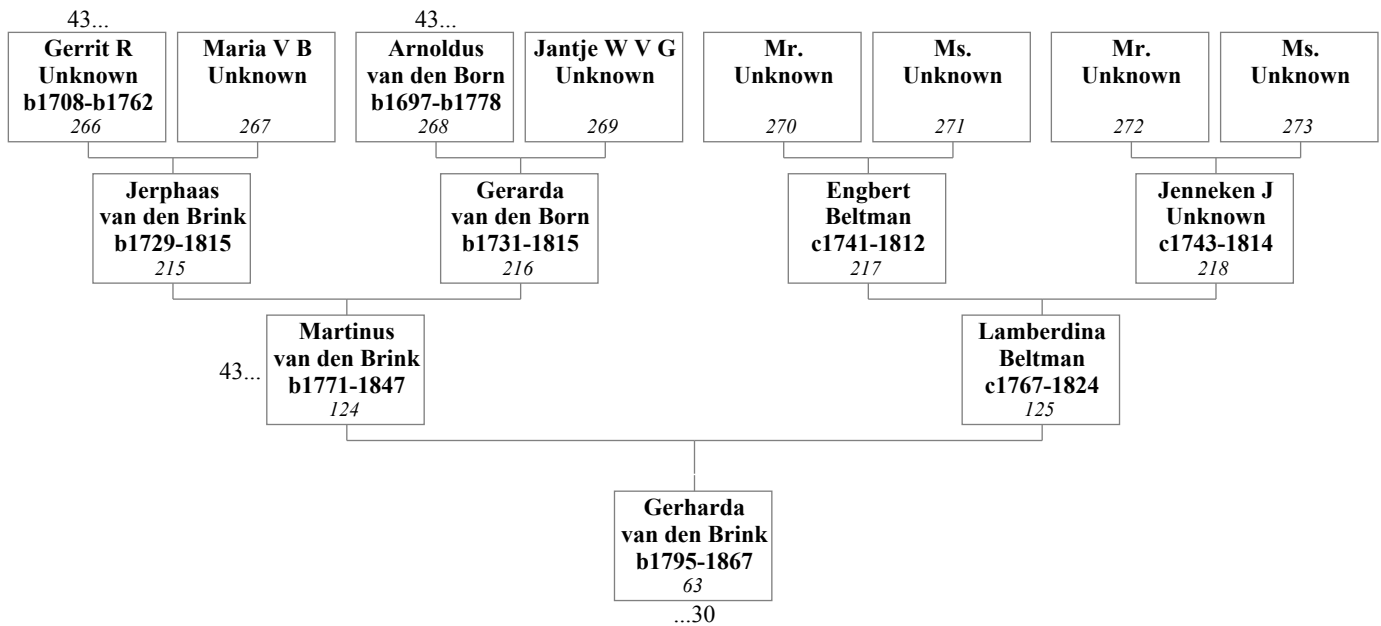 43...
Gerrit R
Unknown
b1708-b1762
266
Maria V B
Unknown
267
43...
Arnoldus
van den Born
b1697-b1778
268
Jantje W V G
Unknown
269
Mr.
Unknown
270
Ms.
Unknown
271
Mr.
Unknown
272
Ms.
Unknown
273
Jerphaas
van den Brink
b1729-1815
215
Gerarda
van den Born
b1731-1815
216
Engbert
Beltman
c1741-1812
217
Jenneken J
Unknown
c1743-1814
218
43...
Martinus
van den Brink
b1771-1847
124
Lamberdina
Beltman
c1767-1824
125
Gerharda
van den Brink
b1795-1867
63
...30